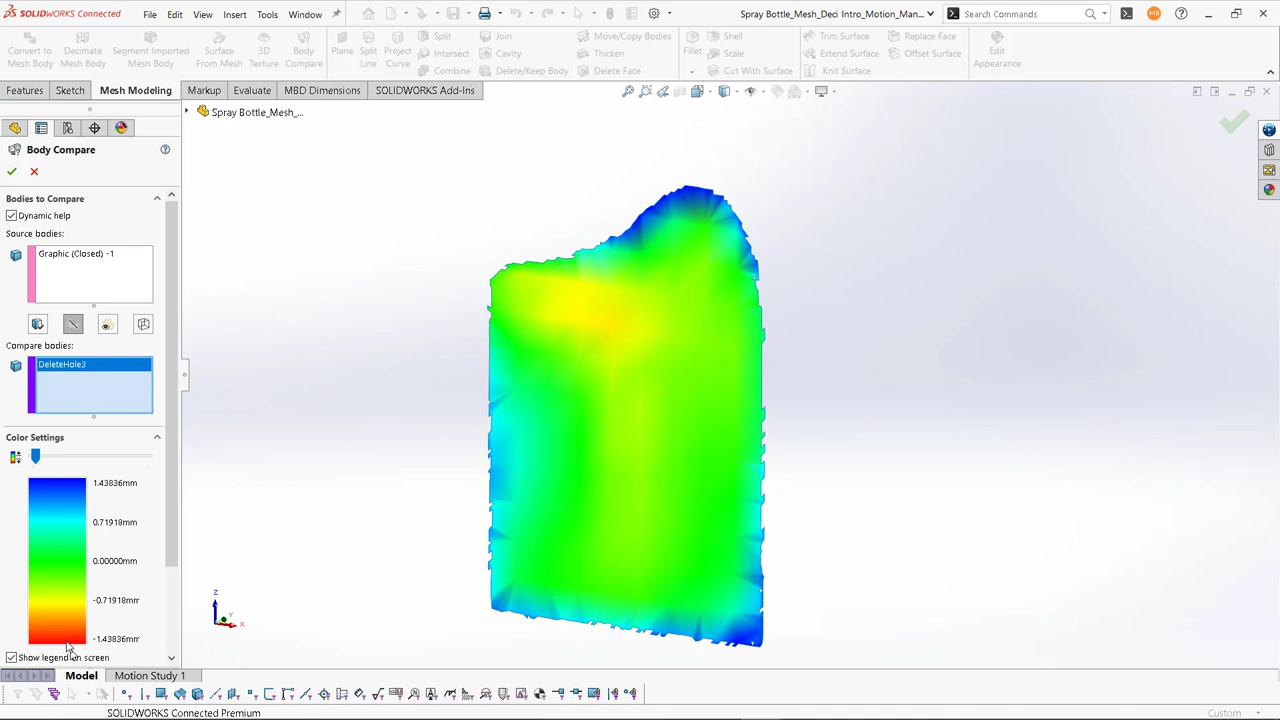 SOLIDWORKS Connected
File Edit View Insert Tools Window
Spray Bottle_Mesh_Deci Intro_Motion_Man...
Search Commands
MB
Convert to Mesh Body
Decimate Mesh Body
Segment Imported Mesh Body
Surface From Mesh
3D Texture
Body Compare
Plane
Split Line
Project Curve
Split
Intersect
Combine
Join
Cavity
Delete/Keep Body
Move/Copy Bodies
Thicken
Delete Face
Fillet
Shell
Scale
Cut With Surface
Trim Surface
Extend Surface
Knit Surface
Replace Face
Offset Surface
Edit Appearance
Features Sketch Mesh Modeling Markup Evaluate MBD Dimensions SOLIDWORKS Add-Ins
Spray Bottle_Mesh_...
Body Compare
Bodies to Compare
Dynamic help
Source bodies:
Graphic (Clased) -1
Compare bodies:
DeleteHole3
Color Settings
1.43836mm
0.71918mm
0.00000mm
-0.71918mm
-1.43836mm
Show legend on screen
Z
Y
X
Model Motion Study 1
SOLIDWORKS Connected Premium
Custom